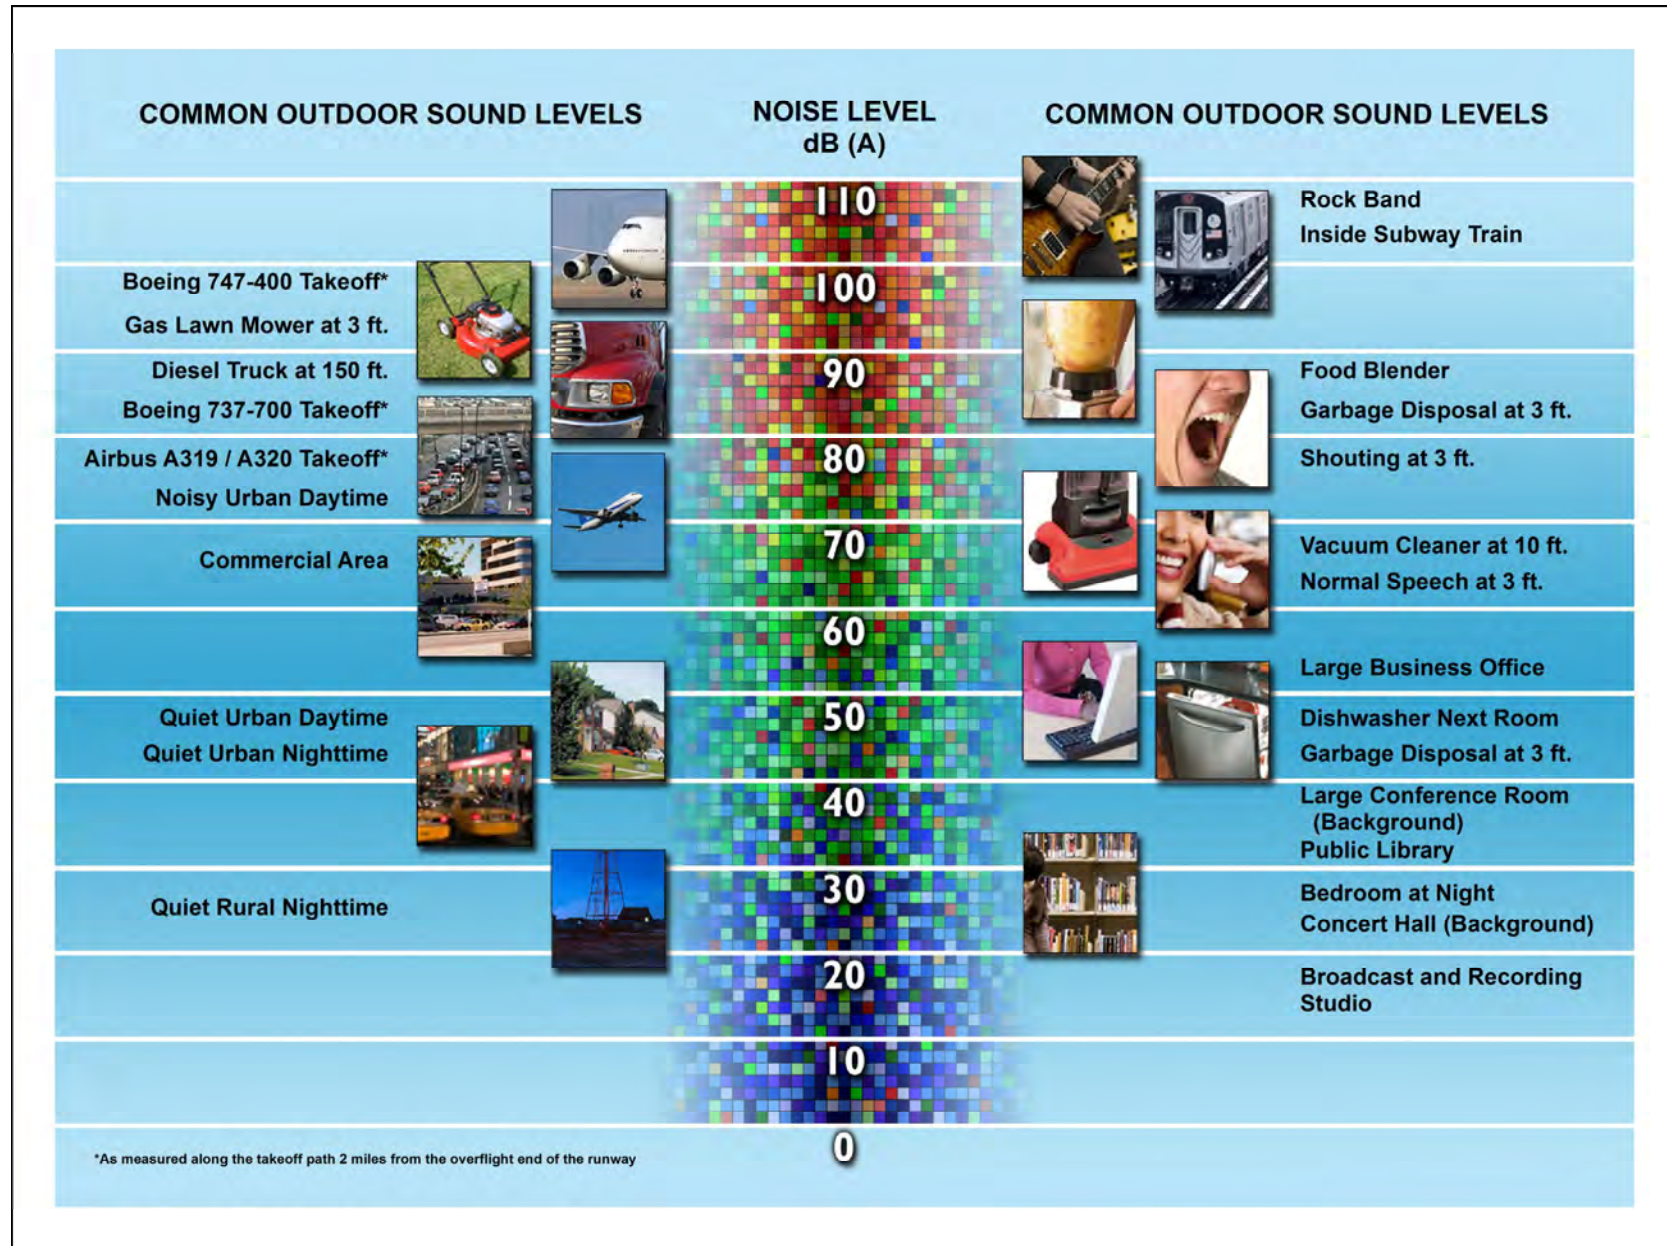 COMMON OUTDOOR SOUND LEVELS
NOISE LEVEL
dB (A)
COMMON OUTDOOR SOUND LEVELS
110
Rock Band
Inside Subway Train
Boeing 747-400 Takeoff*
Gas Lawn Mower at 3 ft.
100
Diesel Truck at 150 ft.
Boeing 737-700 Takeoff*
90
Food Blender
Garbage Disposal at 3 ft.
Airbus A319 / A320 Takeoff*
Noisy Urban Daytime
80
Shouting at 3 ft.
Commercial Area
70
Vacuum Cleaner at 10 ft.
Normal Speech at 3 ft.
60
Large Business Office
Quiet Urban Daytime
Quiet Urban Nighttime
50
Dishwasher Next Room
Garbage Disposal at 3 ft.
40
Large Conference Room
(Background)
Public Library
Quiet Rural Nighttime
30
Bedroom at Night
Concert Hall (Background)
20
Broadcast and Recording
Studio
10
0
*As measured along the takeoff path 2 miles from the overflight end of the runway